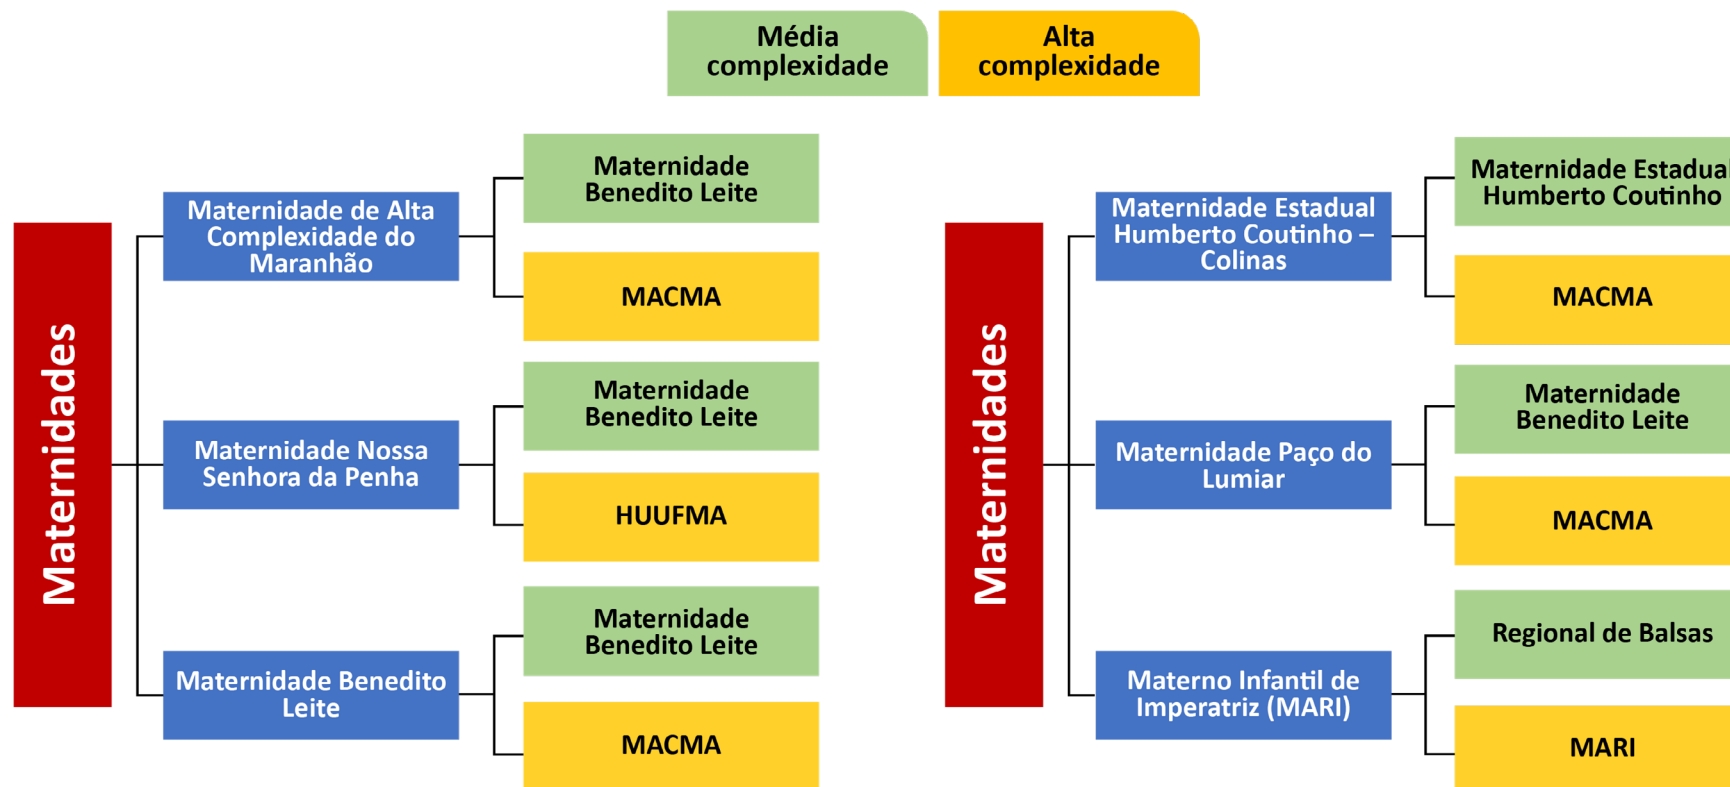 Média
complexidade
Alta
complexidade
Maternidades
Maternidade de Alta
Complexidade do
Maranhão
Maternidade
Benedito Leite
MACMA
Maternidade Nossa
Senhora da Penha
Maternidade
Benedito Leite
HUUFMA
Maternidade Benedito
Leite
Maternidade
Benedito Leite
MACMA
Maternidades
Maternidade Estadual
Humberto Coutinho –
Colinas
Maternidade Estadual
Humberto Coutinho
MACMA
Maternidade Paço do
Lumiar
Maternidade
Benedito Leite
MACMA
Materno Infantil de
Imperatriz (MARI)
Regional de Balsas
MARI